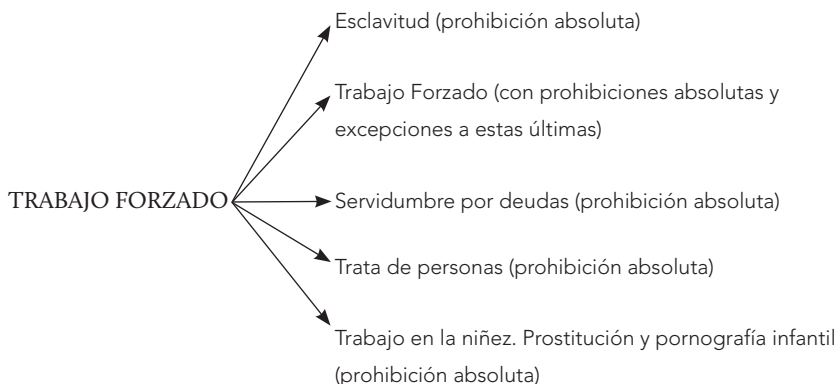 Esclavitud (prohibición absoluta)
Trabajo Forzado (con prohibiciones absolutas y
excepciones a estas últimas)
TRABAJO FORZADO
Servidumbre por deudas (prohibición absoluta)
Trata de personas (prohibición absoluta)
Trabajo en la niñez. Prostitución y pornografía infantil
(prohibición absoluta)